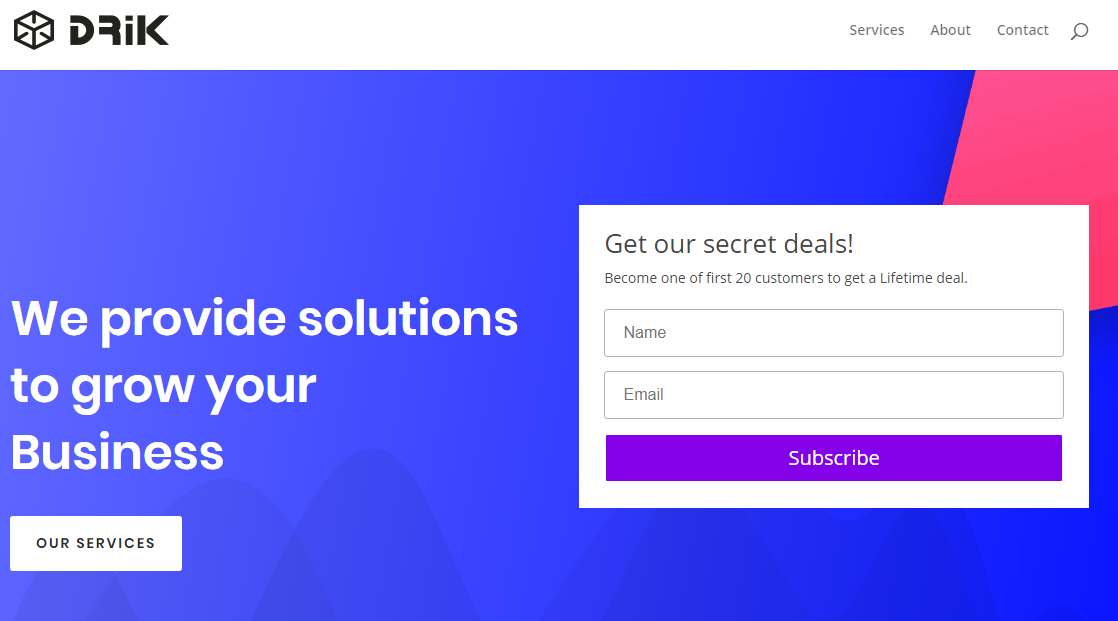 DRiK
Services
About
Contact
Get our secret deals!
Become one of first 20 customers to get a Lifetime deal.
Name
Email
Subscribe
We provide solutions
to grow your
Business
OUR SERVICES